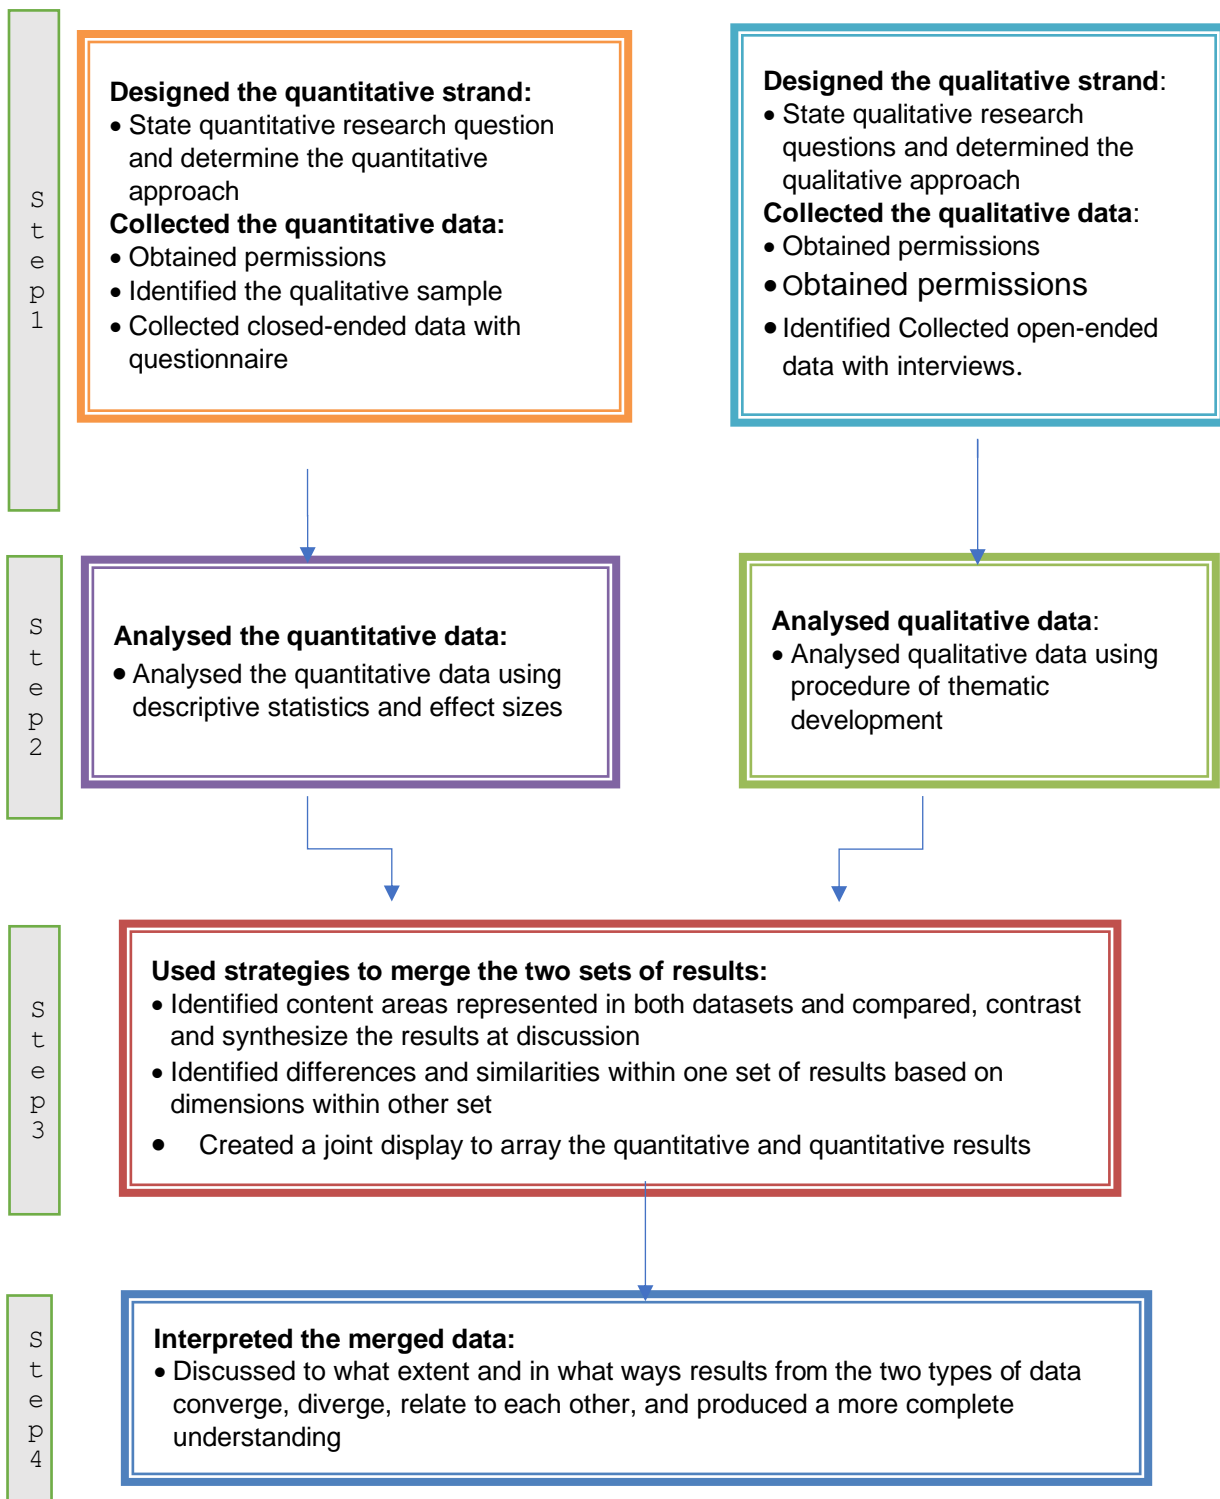 Step1
Designed the quantitative strand:
• State quantitative research question
and determine the quantitative
approach
Collected the quantitative data:
• Obtained permissions
• Identified the qualitative sample
• Collected closed-ended data with
questionnaire
Designed the qualitative strand:
• State qualitative research
questions and determined the
qualitative approach
Collected the qualitative data:
• Obtained permissions
• Obtained permissions
• Identified Collected open-ended
data with interviews.
Step2
Analysed the quantitative data:
• Analysed the quantitative data using
descriptive statistics and effect sizes
Analysed qualitative data:
• Analysed qualitative data using
procedure of thematic
development
Step3
Used strategies to merge the two sets of results:
• Identified content areas represented in both datasets and compared, contrast
and synthesize the results at discussion
• Identified differences and similarities within one set of results based on
dimensions within other set
• Created a joint display to array the quantitative and quantitative results
Step4
Interpreted the merged data:
• Discussed to what extent and in what ways results from the two types of data
converge, diverge, relate to each other, and produced a more complete
understanding